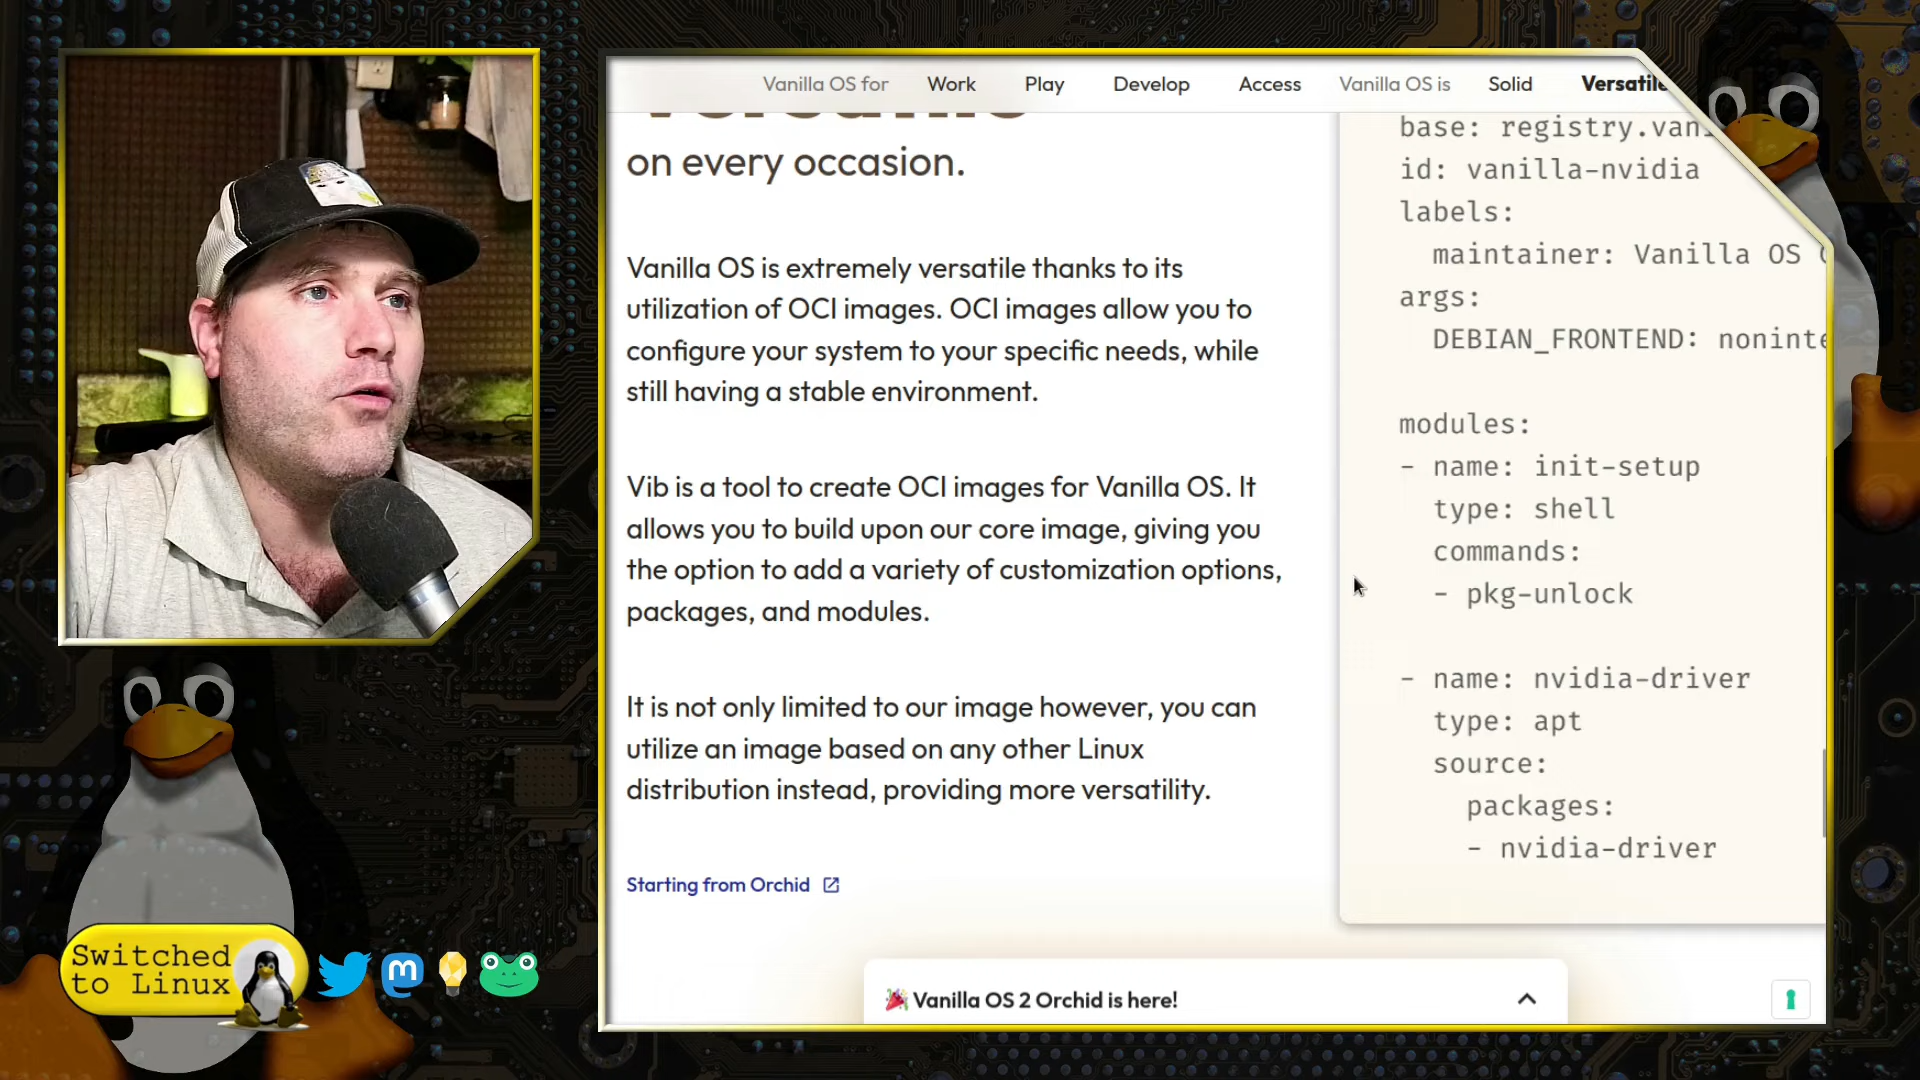 Vanilla OS for Work Play Develop Access Vanilla OS is Solid Versatile
on every occasion.
Vanilla OS is extremely versatile thanks to its
utilization of OCI images. OCI images allow you to
configure your system to your specific needs, while
still having a stable environment.
Vib is a tool to create OCI images for Vanilla OS. It
allows you to build upon our core image, giving you
the option to add a variety of customization options,
packages, and modules.
It is not only limited to our image however, you can
utilize an image based on any other Linux
distribution instead, providing more versatility.
Starting from Orchid
base: registry.van
id: vanilla-nvidia
labels:
maintainer: Vanilla OS
args:
DEBIAN_FRONTEND: noninte
modules:
- name: init-setup
type: shell
commands:
- pkg-unlock
- name: nvidia-driver
type: apt
source:
packages:
- nvidia-driver
🎉 Vanilla OS 2 Orchid is here!
Switched
to Linux